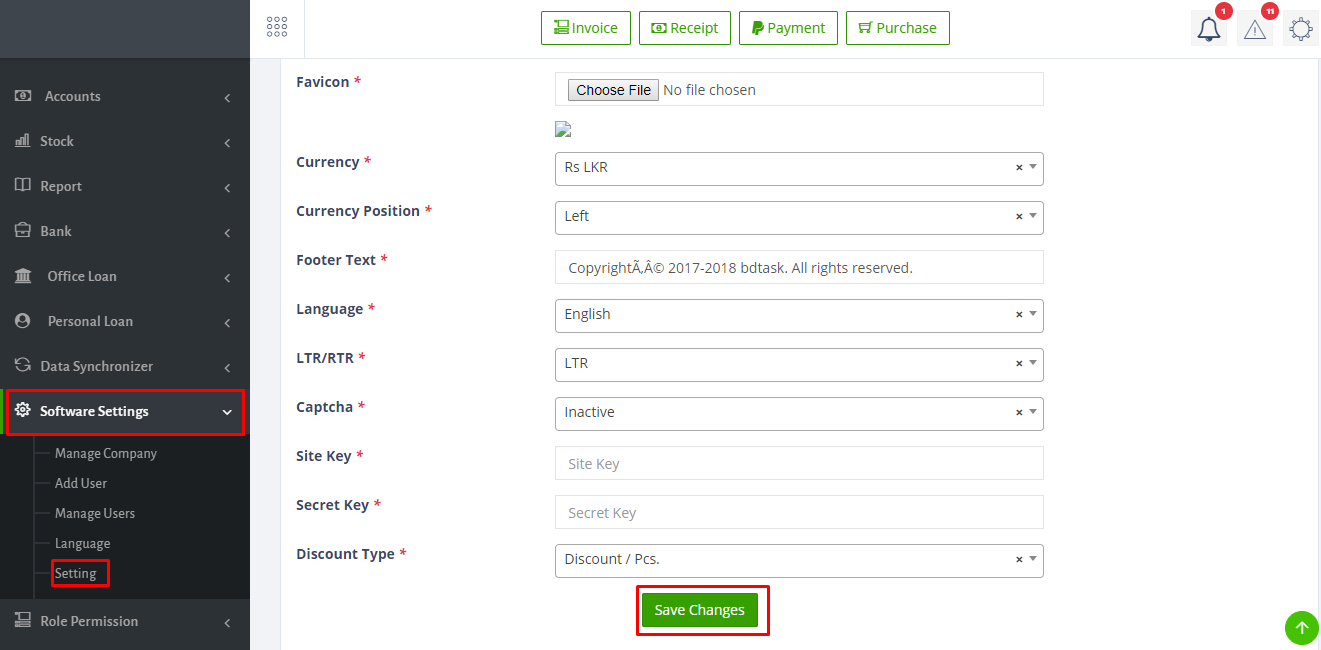 Invoice
Receipt
Payment
Purchase
1
11
Accounts
Stock
Report
Bank
Office Loan
Personal Loan
Data Synchronizer
Software Settings
Manage Company
Add User
Manage Users
Language
Setting
Role Permission
Favicon *
Choose File No file chosen
Currency *
Rs LKR × 
Currency Position *
Left ×
Footer Text *
CopyrightÃ‚Â© 2017-2018 bdtask. All rights reserved.
Language *
English ×
LTR/RTR *
LTR ×
Captcha *
Inactive ×
Site Key *
Site Key
Secret Key *
Secret Key
Discount Type *
Discount / Pcs. ×
Save Changes